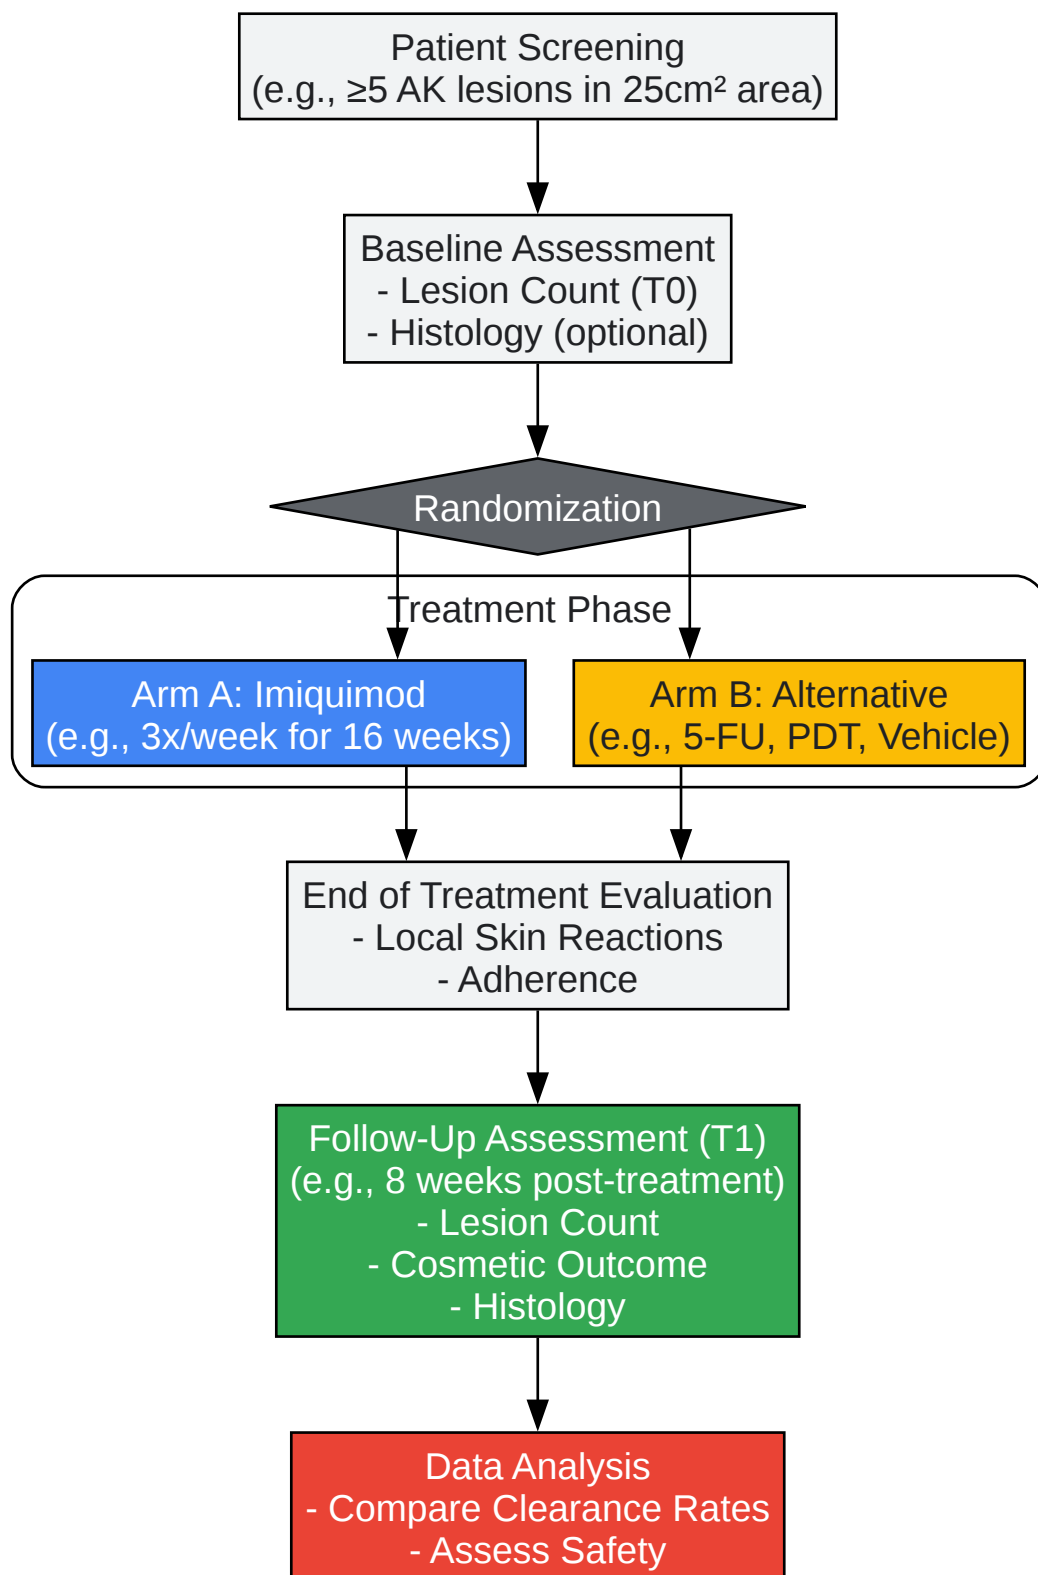 Patient Screening
(e.g., ≥5 AK lesions in 25cm² area)
Baseline Assessment
- Lesion Count (T0)
- Histology (optional)
Randomization
Treatment Phase
Arm A: Imiquimod
(e.g., 3x/week for 16 weeks)
Arm B: Alternative
(e.g., 5-FU, PDT, Vehicle)
End of Treatment Evaluation
- Local Skin Reactions
- Adherence
Follow-Up Assessment (T1)
(e.g., 8 weeks post-treatment)
- Lesion Count
- Cosmetic Outcome
- Histology
Data Analysis
- Compare Clearance Rates
- Assess Safety